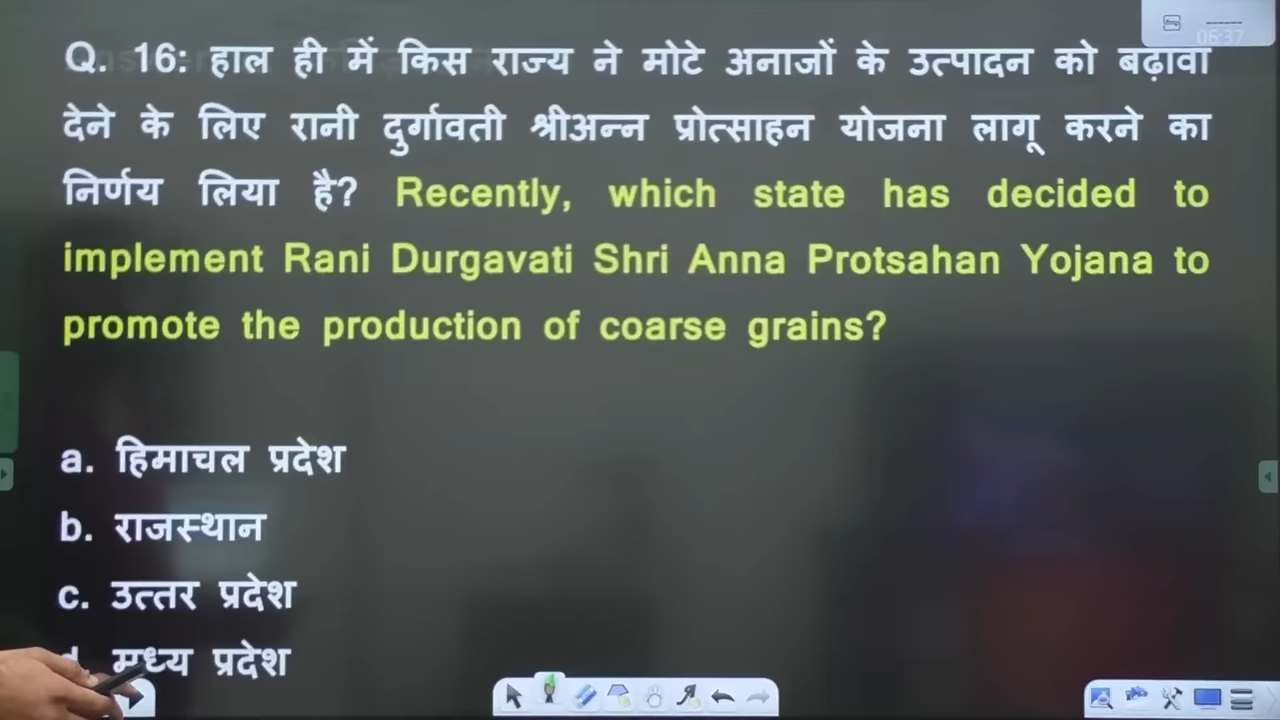 06:37
Q. 16: हाल ही में किस राज्य ने मोटे अनाजों के उत्पादन को बढ़ावा
देने के लिए रानी दुर्गावती श्रीअन्न प्रोत्साहन योजना लागू करने का
निर्णय लिया है? Recently, which state has decided to
implement Rani Durgavati Shri Anna Protsahan Yojana to
promote the production of coarse grains?
a. हिमाचल प्रदेश
b. राजस्थान
c. उत्तर प्रदेश
d. मध्य प्रदेश